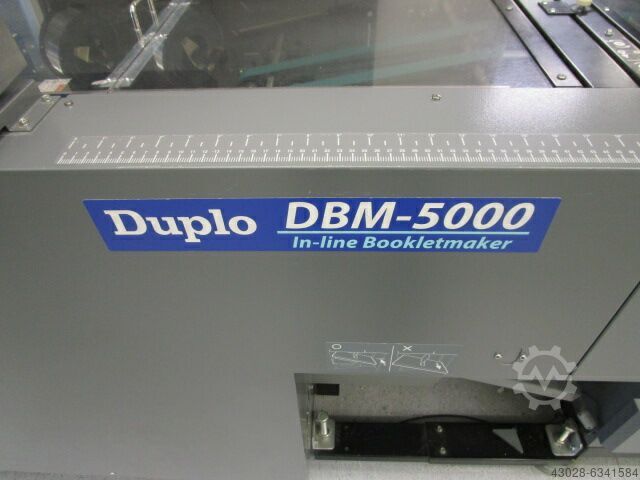 Duplo DBM-5000
In-line Bookletmaker
O X
43028-6341584